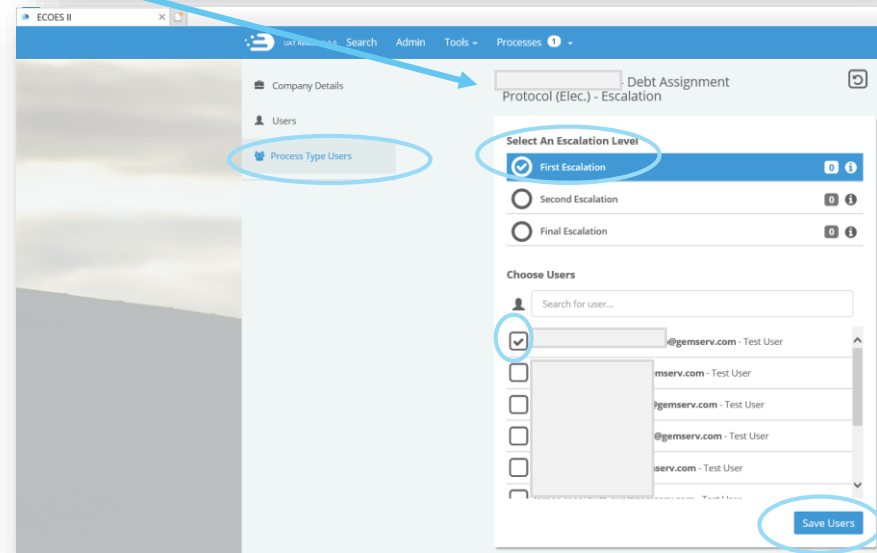 ECOES II
Search Admin Tools Processes 1
Company Details
Users
Process Type Users
- Debt Assignment
Protocol (Elec.) - Escalation
Select An Escalation Level
First Escalation 0
Second Escalation 0
Final Escalation 0
Choose Users
Search for user...
@gemserv.com - Test User
mserv.com - Test User
@gemserv.com - Test User
@gemserv.com - Test User
serv.com - Test User
Save Users